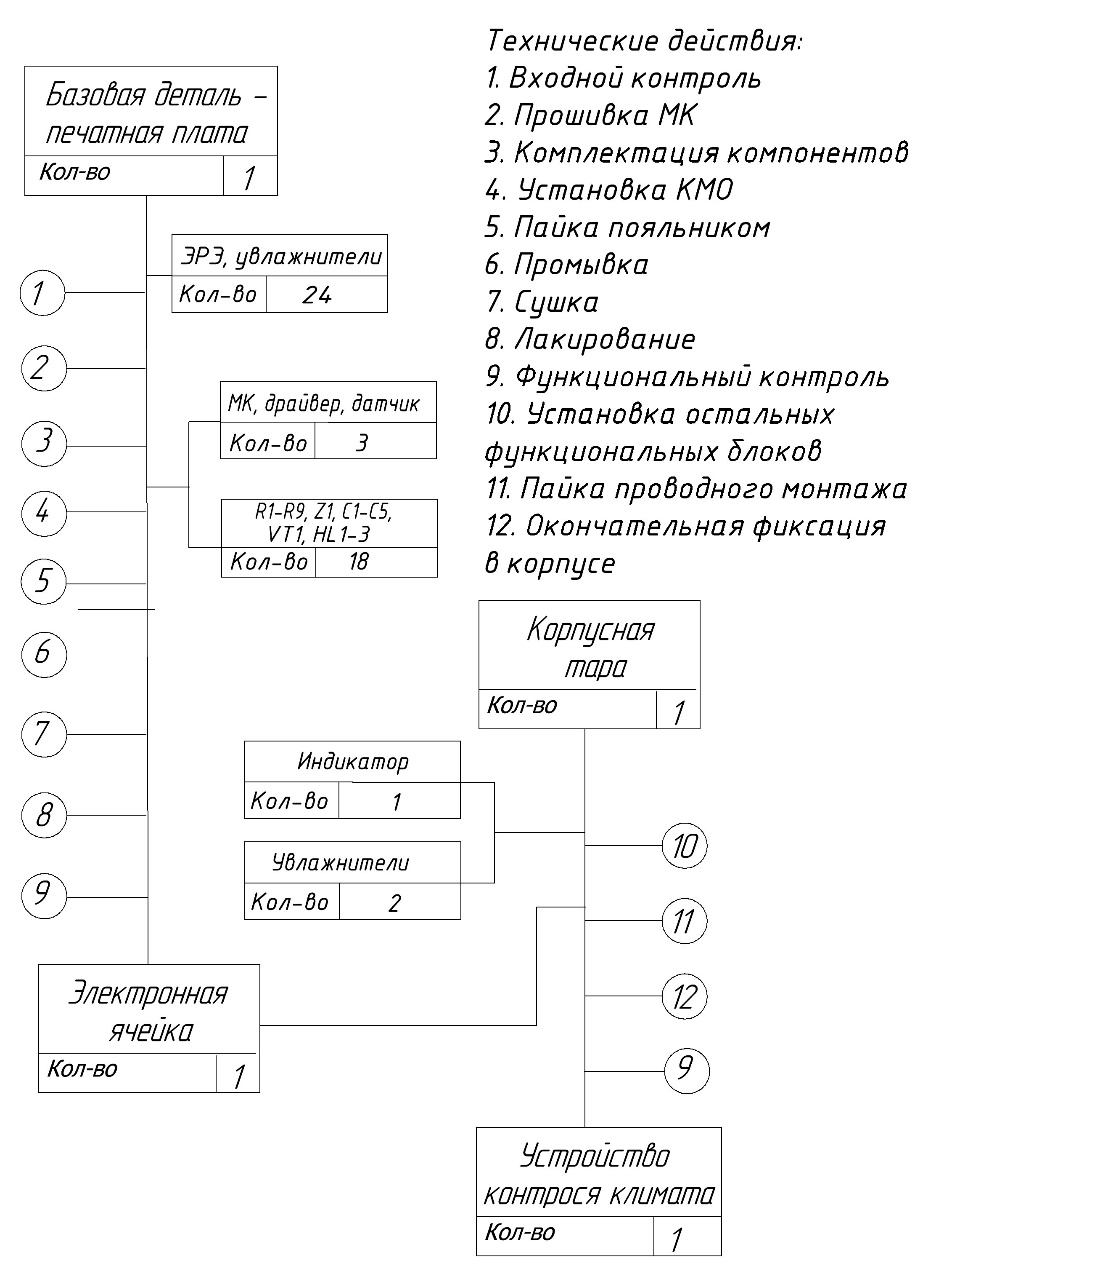 Технические действия:
1. Входной контроль
2. Прошивка МК
3. Комплектация компонентов
4. Установка КМО
5. Пайка пояльником
6. Промывка
7. Сушка
8. Лакирование
9. Функциональный контроль
10. Установка остальных
функциональных блоков
11. Пайка проводного монтажа
12. Окончательная фиксация
в корпусе
Базовая деталь –
печатная плата
Кол-во 1
ЭРЭ, увлажнители
Кол-во 24
1
2
МК, драйвер, датчик
Кол-во 3
3
4
R1-R9, Z1, C1-C5,
VT1, HL1-3
Кол-во 18
5
6
7
8
9
Электронная
ячейка
Кол-во 1
Корпусная
тара
Кол-во 1
Индикатор
Кол-во 1
Увлажнители
Кол-во 2
10
11
12
9
Устройство
контрося климата
Кол-во 1